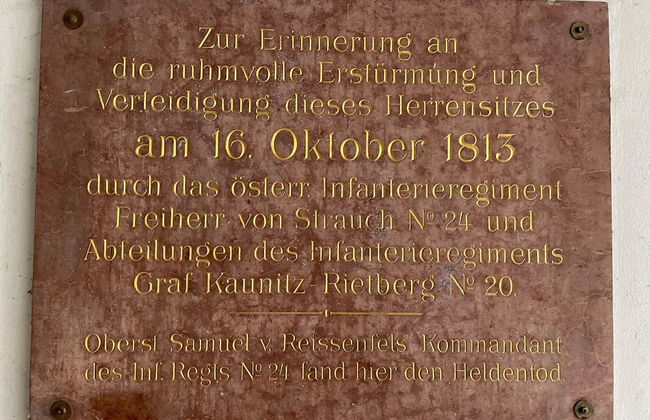 Zur Erinnerung an
die ruhmvolle Erstürmung und
Verteidigung dieses Herrensitzes
am 16. Oktober 1813
durch das österr. Infanterieregiment
Freiherr von Strauch № 24 und
Abteilungen des Infanterieregiments
Graf Kaunitz-Rietberg № 20.
Oberst Samuel v. Reissenfels, Kommandant
des Inf. Regts. № 24 fand hier den Heldentod.